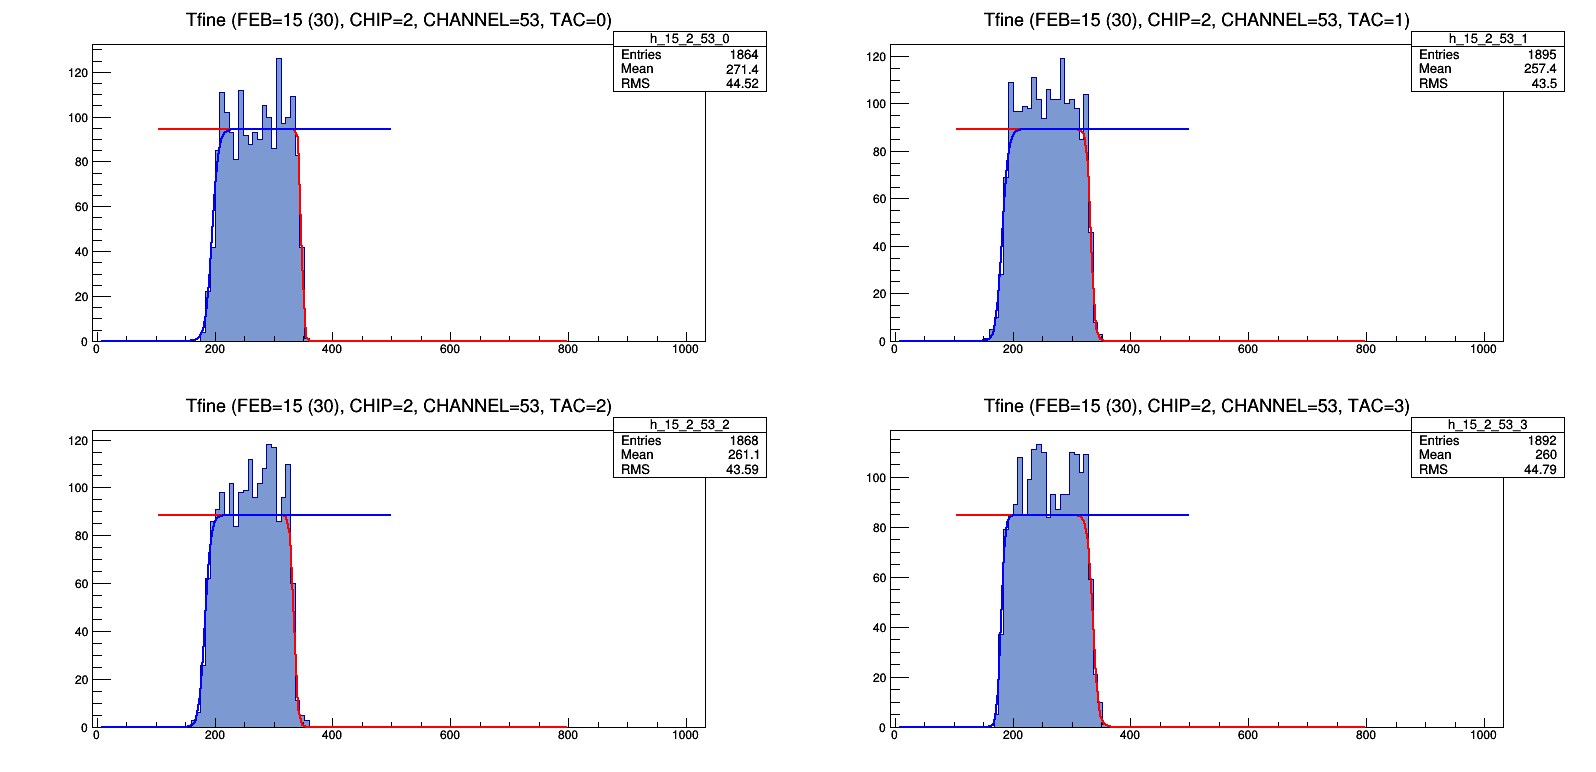 Tfine (FEB=15 (30), CHIP=2, CHANNEL=53, TAC=0)
h_15_2_53_0
Entries 1864
Mean 271.4
RMS 44.52
120
100
80
60
40
20
0
0 200 400 600 800 1000
Tfine (FEB=15 (30), CHIP=2, CHANNEL=53, TAC=1)
h_15_2_53_1
Entries 1895
Mean 257.4
RMS 43.5
120
100
80
60
40
20
0
0 200 400 600 800 1000
Tfine (FEB=15 (30), CHIP=2, CHANNEL=53, TAC=2)
h_15_2_53_2
Entries 1868
Mean 261.1
RMS 43.59
120
100
80
60
40
20
0
0 200 400 600 800 1000
Tfine (FEB=15 (30), CHIP=2, CHANNEL=53, TAC=3)
h_15_2_53_3
Entries 1892
Mean 260
RMS 44.79
100
80
60
40
20
0
0 200 400 600 800 1000